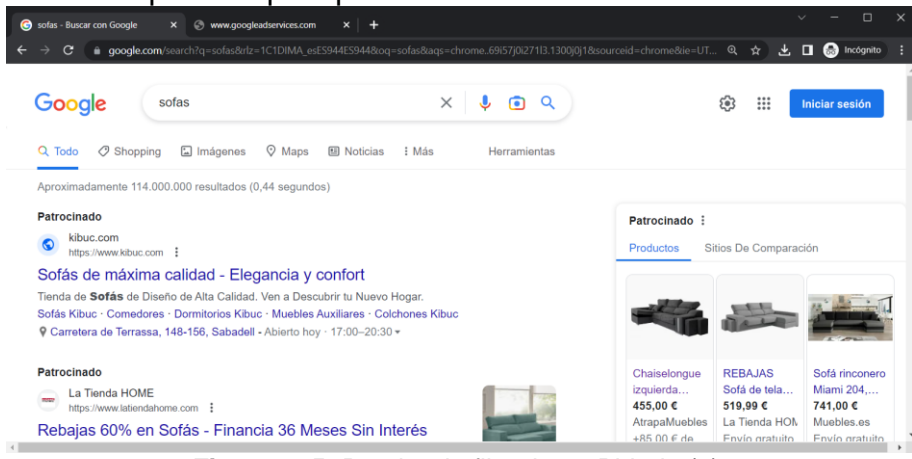 sofas - Buscar con Google
www.googleadservices.com
google.com/search?q=sofas&rlz=1C1DIMA_esES944ES944&oq=sofas&aqs=chrome..69i57j0i271l3.1300j0j1&sourceid=chrome&ie=UT...
Incógnito
Google
sofas
Iniciar sesión
Todo
Shopping
Imágenes
Maps
Noticias
Más
Herramientas
Aproximadamente 114.000.000 resultados (0,44 segundos)
Patrocinado
kibuc.com
https://www.kibuc.com
Sofás de máxima calidad - Elegancia y confort
Tienda de Sofás de Diseño de Alta Calidad. Ven a Descubrir tu Nuevo Hogar.
Sofás Kibuc · Comedores · Dormitorios Kibuc · Muebles Auxiliares · Colchones Kibuc
Carretera de Terrassa, 148-156, Sabadell - Abierto hoy · 17:00–20:30
Patrocinado
La Tienda HOME
https://www.latiendahome.com
Rebajas 60% en Sofás - Financia 36 Meses Sin Interés
Patrocinado
Productos
Sitios De Comparación
Chaiselongue
izquierda...
455,00 €
AtrapaMuebles
+85,00 € de
REBAJAS
Sofá de tela...
519,99 €
La Tienda HOM
Envío gratuito
Sofá rinconero
Miami 204,...
741,00 €
Muebles.es
Envío gratuito